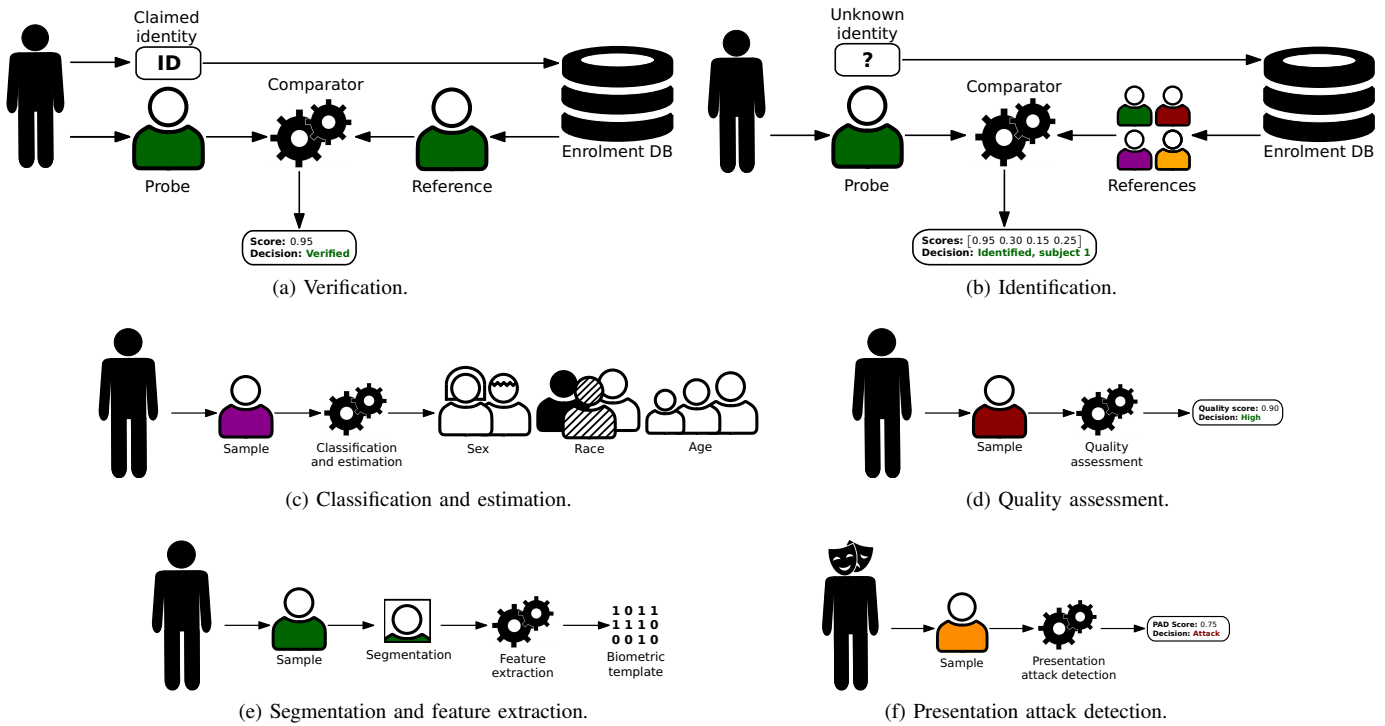 Claimed
identity
ID
Comparator
Enrolment DB
Probe
Reference
Score: 0.95
Decision: Verified
(a) Verification.
Unknown
identity
?
Comparator
Enrolment DB
Probe
References
Scores: [0.95 0.30 0.15 0.25]
Decision: Identified, subject 1
(b) Identification.
Sample
Classification
and estimation
Sex
Race
Age
(c) Classification and estimation.
Sample
Quality
assessment
Quality score: 0.90
Decision: High
(d) Quality assessment.
Sample
Segmentation
Feature
extraction
1 0 1 1
1 1 1 0
0 0 1 0
Biometric
template
(e) Segmentation and feature extraction.
Sample
Presentation
attack detection
PAD Score: 0.75
Decision: Attack
(f) Presentation attack detection.